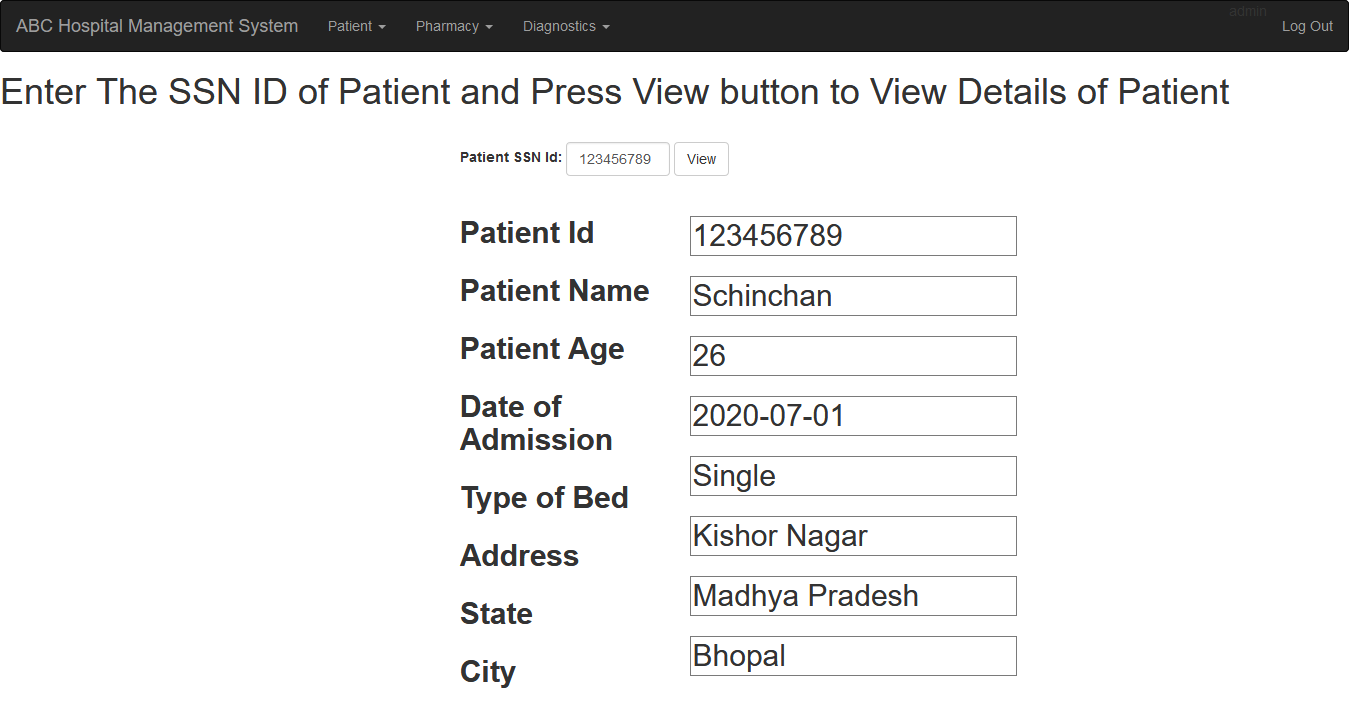 ABC Hospital Management System Patient Pharmacy Diagnostics admin Log Out
Enter The SSN ID of Patient and Press View button to View Details of Patient
Patient SSN Id: 123456789 View
Patient Id 123456789
Patient Name Schinchan
Patient Age 26
Date of
Admission 2020-07-01
Type of Bed Single
Address Kishor Nagar
State Madhya Pradesh
City Bhopal